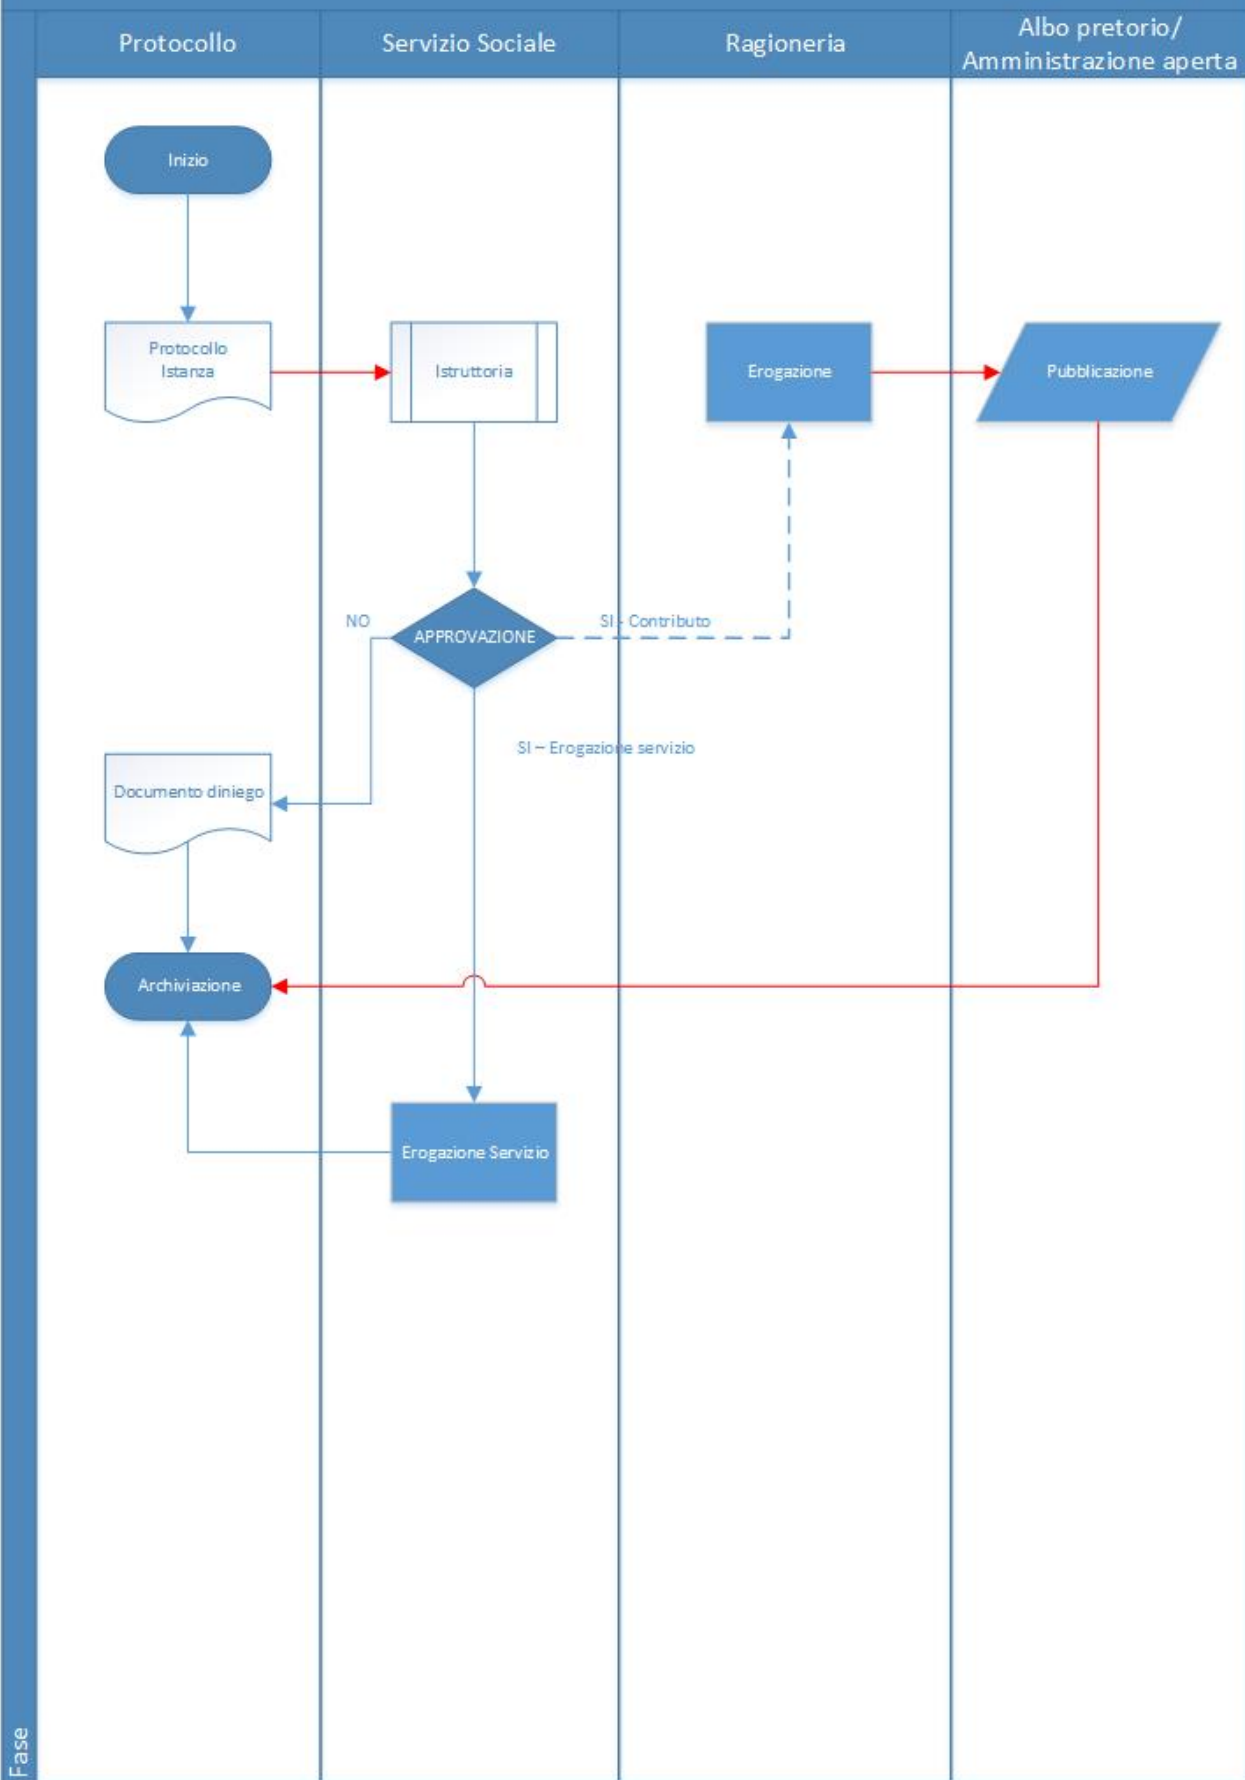 Protocollo
Servizio Sociale
Ragioneria
Albo pretorio/
Amministrazione aperta
Inizio
Protocollo
Istanza
Istruttoria
Erogazione
Pubblicazione
NO
APPROVAZIONE
SI - Contributo
SI – Erogazione servizio
Documento diniego
Archiviazione
Erogazione Servizio
Fase